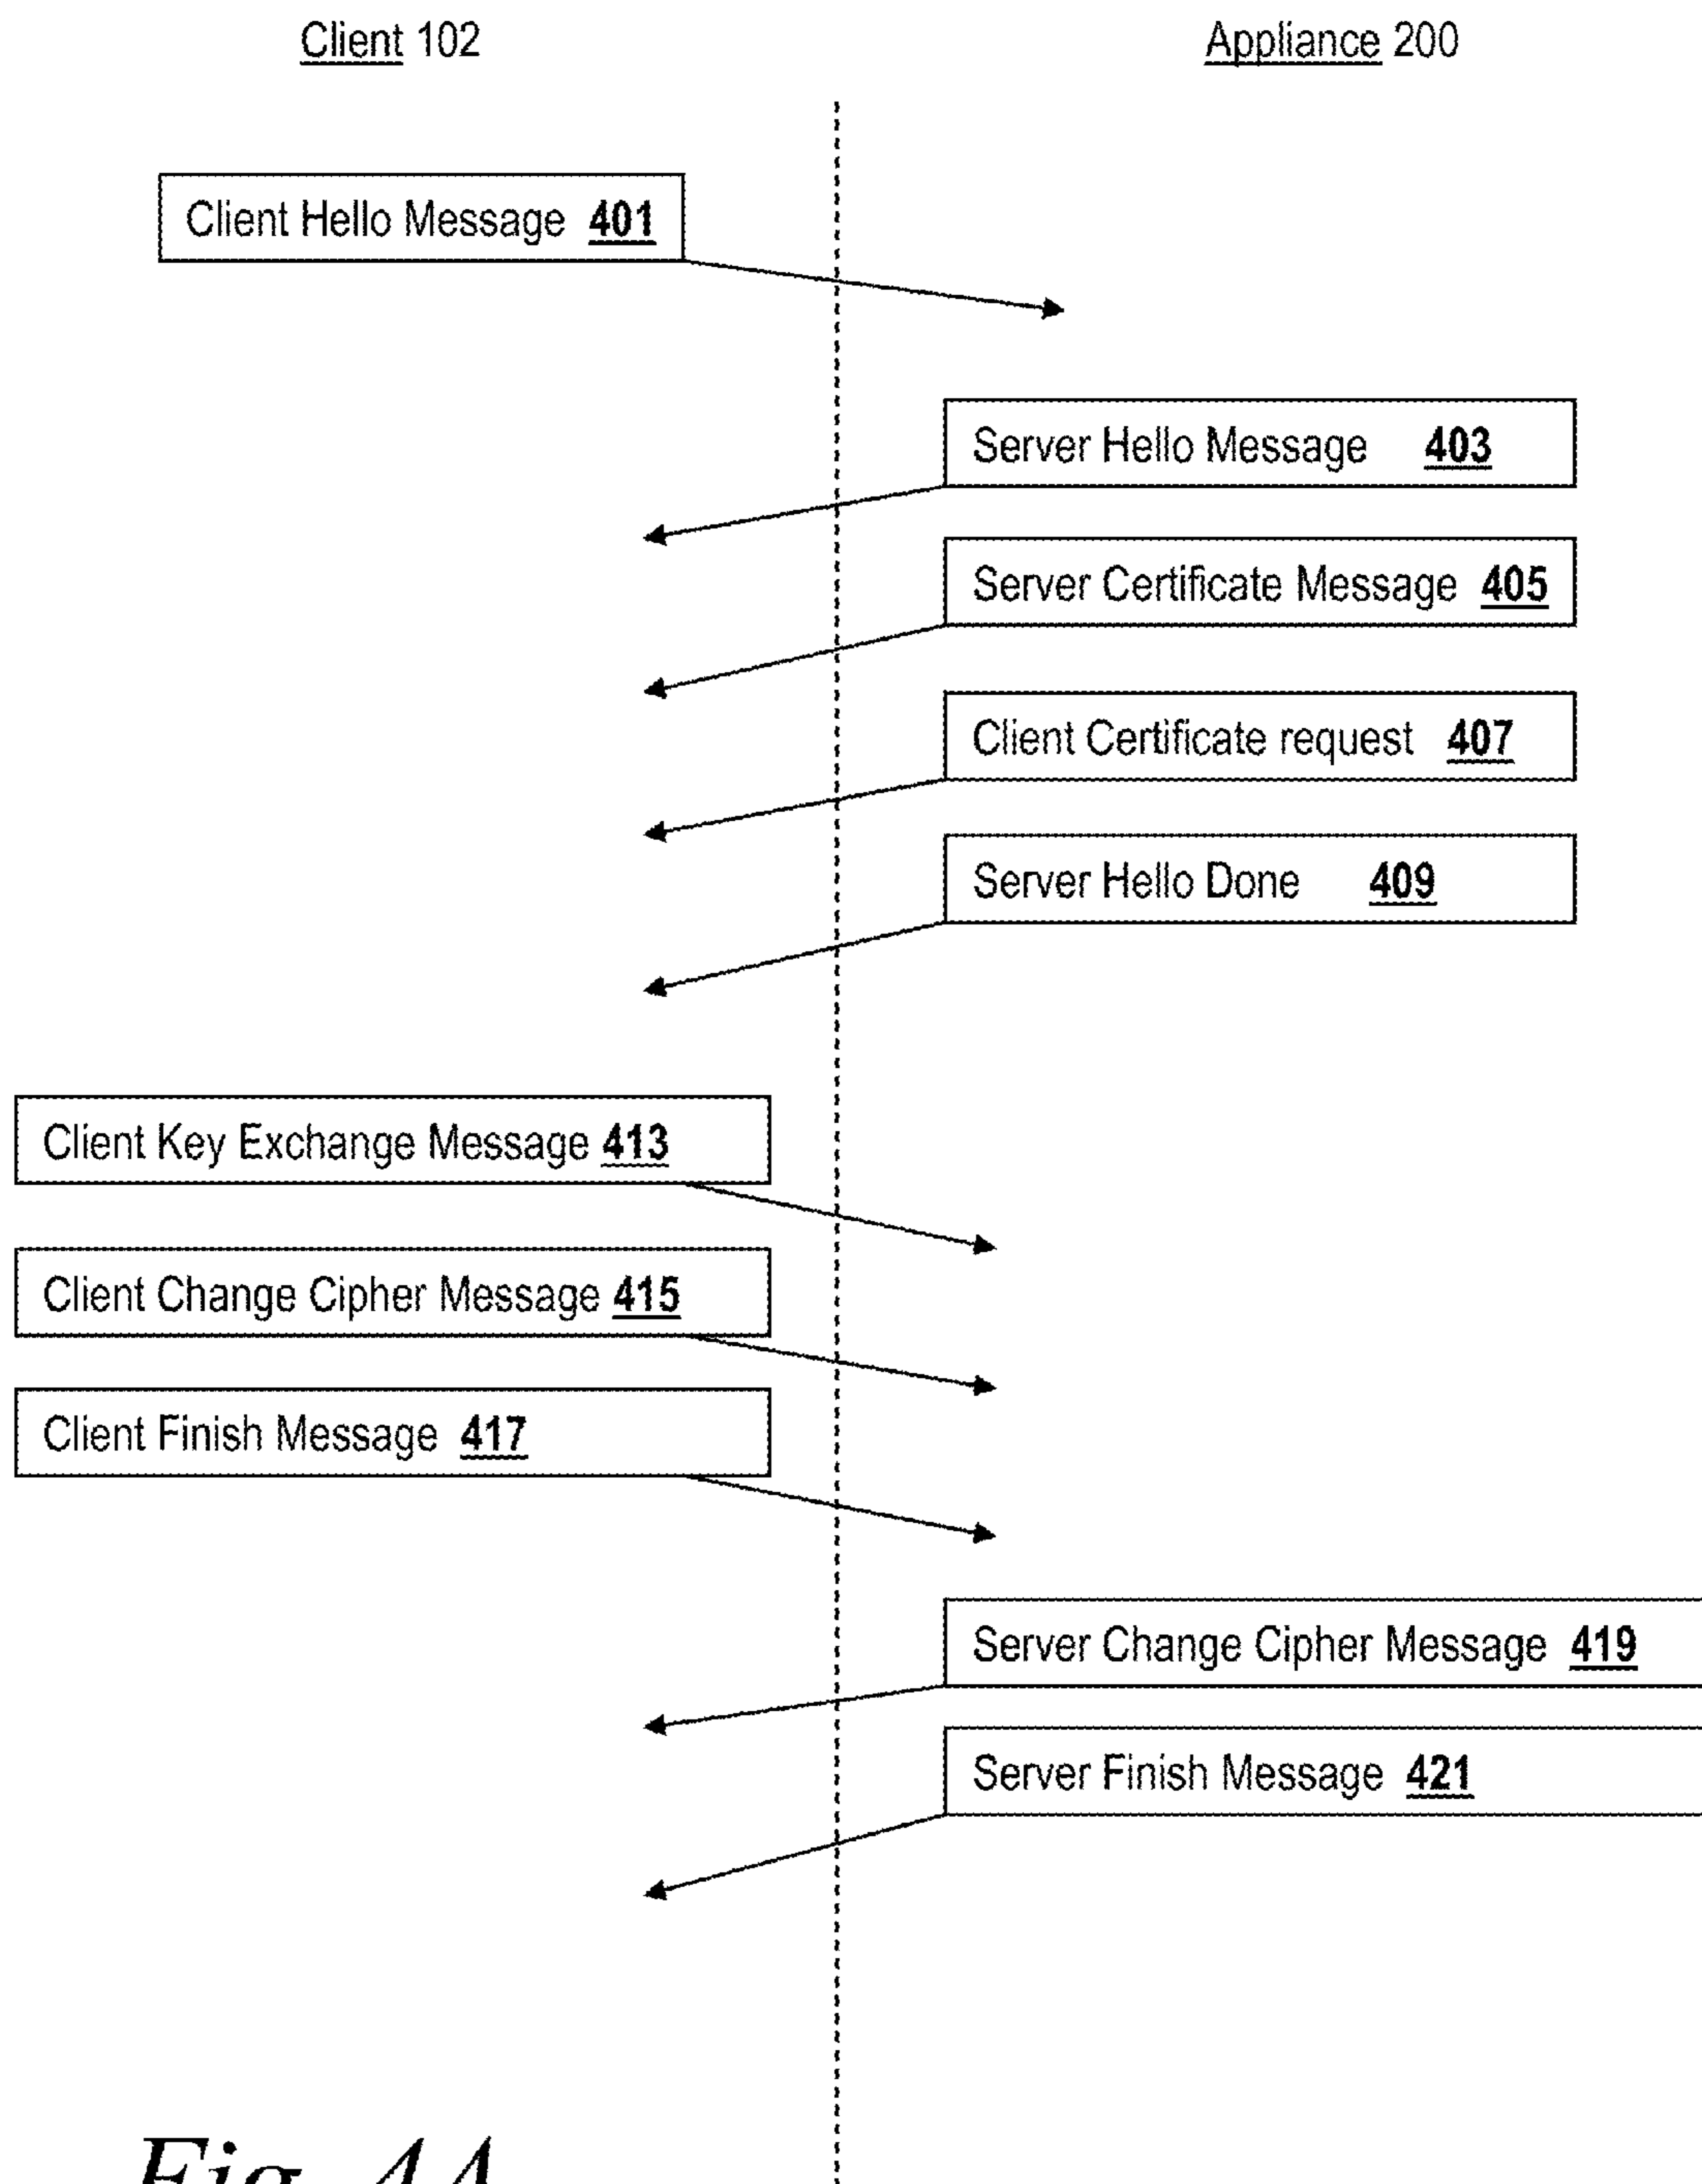 Client 102
Appliance 200
Client Hello Message 401
Server Hello Message 403
Server Certificate Message 405
Client Certificate request 407
Server Hello Done 409
Client Key Exchange Message 413
Client Change Cipher Message 415
Client Finish Message 417
Server Change Cipher Message 419
Server Finish Message 421
Fig. 4A